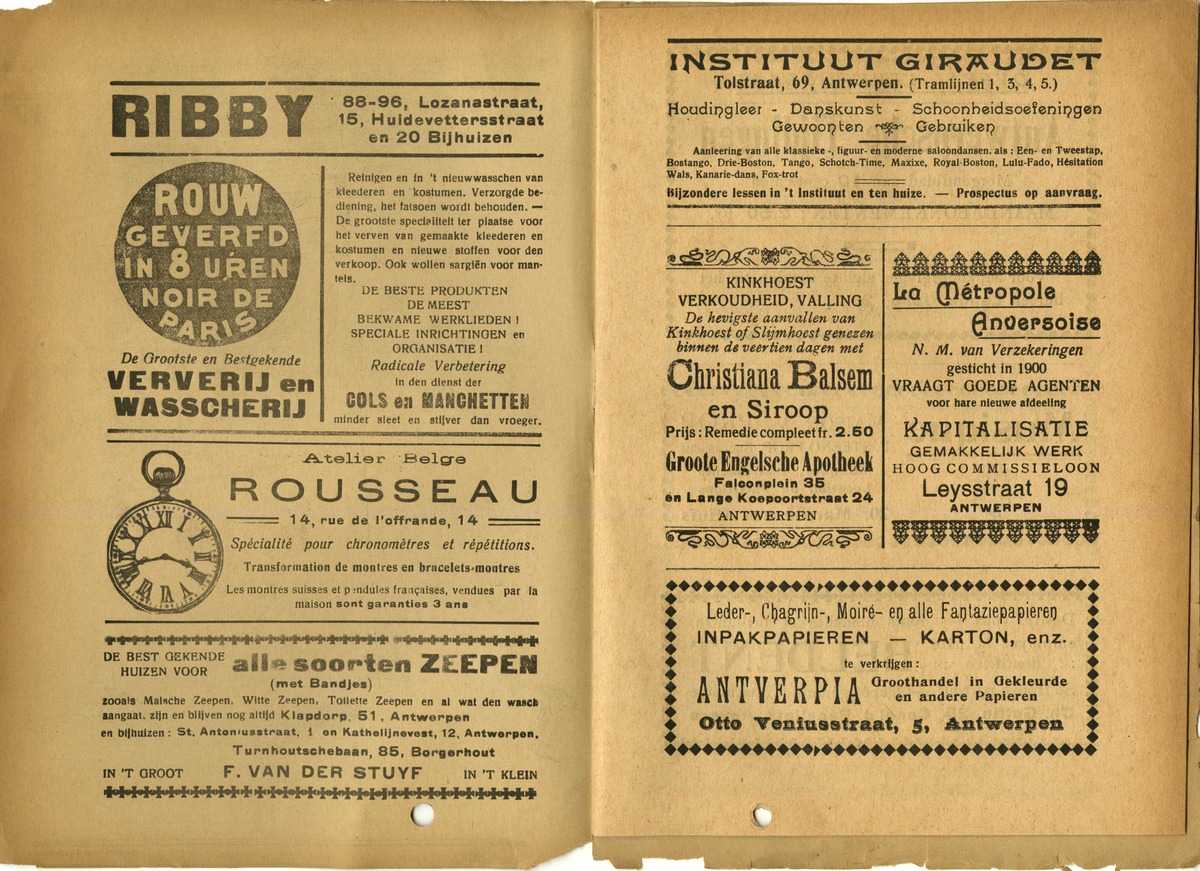 RIBBY
88-96, Lozanastraat,
15, Huidevettersstraat
en 20 Bijhuizen
ROUW
GEVERFD
IN 8 UREN
NOIR DE
PARIS
De Grootste en Bestgekende
VERVERIJ en
WASSCHERIJ
Reinigen en in 't nieuwwasschen van
kleederen en kostumen. Verzorgde be-
diening, het fatsoen wordt behouden. —
De grootste specialiteit ter plaatse voor
het verven van gemaakte kleederen en
kostumen en nieuwe stoffen voor den
verkoop. Ook wollen sargiën voor man-
tels.
DE BESTE PRODUKTEN
DE MEEST
BEKWAME WERKLIEDEN !
SPECIALE INRICHTINGEN en
ORGANISATIE !
Radicale Verbetering
in den dienst der
COLS en MANCHETTEN
minder sleet en stijver dan vroeger.
Atelier Belge
ROUSSEAU
14, rue de l'offrande, 14
Spécialité pour chronomètres et répétitions.
Transformation de montres en bracelets-montres
Les montres suisses et pendules françaises, vendues par la
maison sont garanties 3 ans
DE BEST GEKENDE
HUIZEN VOOR
alle soorten ZEEPEN
(met Bandjes)
zooals Malsche Zeepen, Witte Zeepen, Toilette Zeepen en al wat den wasch
aangaat, zijn en blijven nog altijd Klapdorp, 51, Antwerpen
en bijhuizen : St. Antoniusstraat, 1 en Kathelijnevest, 12, Antwerpen.
Turnhoutschebaan, 85, Borgerhout
IN 'T GROOT F. VAN DER STUYF IN 'T KLEIN
INSTITUUT GIRAUDET
Tolstraat, 69, Antwerpen. (Tramlijnen 1, 3, 4, 5.)
Houdingleer - Danskunst - Schoonheidsoefeningen
Gewoonten Gebruiken
Aanleering van alle klassieke -, figuur- en moderne saloondansen, als : Een- en Tweestap,
Bostango, Drie-Boston, Tango, Schotch-Time, Maxixe, Royal-Boston, Lulu-Fado, Hésitation
Wals, Kanarie-dans, Fox-trot
Bijzondere lessen in 't Instituut en ten huize. — Prospectus op aanvraag.
KINKHOEST
VERKOUDHEID, VALLING
De hevigste aanvallen van
Kinkhoest of Slijmhoest genezen
binnen de veertien dagen met
Christiana Balsem
en Siroop
Prijs : Remedie compleet fr. 2.50
Groote Engelsche Apotheek
Falconplein 35
en Lange Koepoortstraat 24
ANTWERPEN
La Métropole
Anversoise
N. M. van Verzekeringen
gesticht in 1900
VRAAGT GOEDE AGENTEN
voor hare nieuwe afdeeling
KAPITALISATIE
GEMAKKELIJK WERK
HOOG COMMISSIELOON
Leysstraat 19
ANTWERPEN
Leder-, Chagrijn-, Moiré- en alle Fantaziepapieren
INPAKPAPIEREN — KARTON, enz.
te verkrijgen :
ANTVERPIA
Groothandel in Gekleurde
en andere Papieren
Otto Veniusstraat, 5, Antwerpen